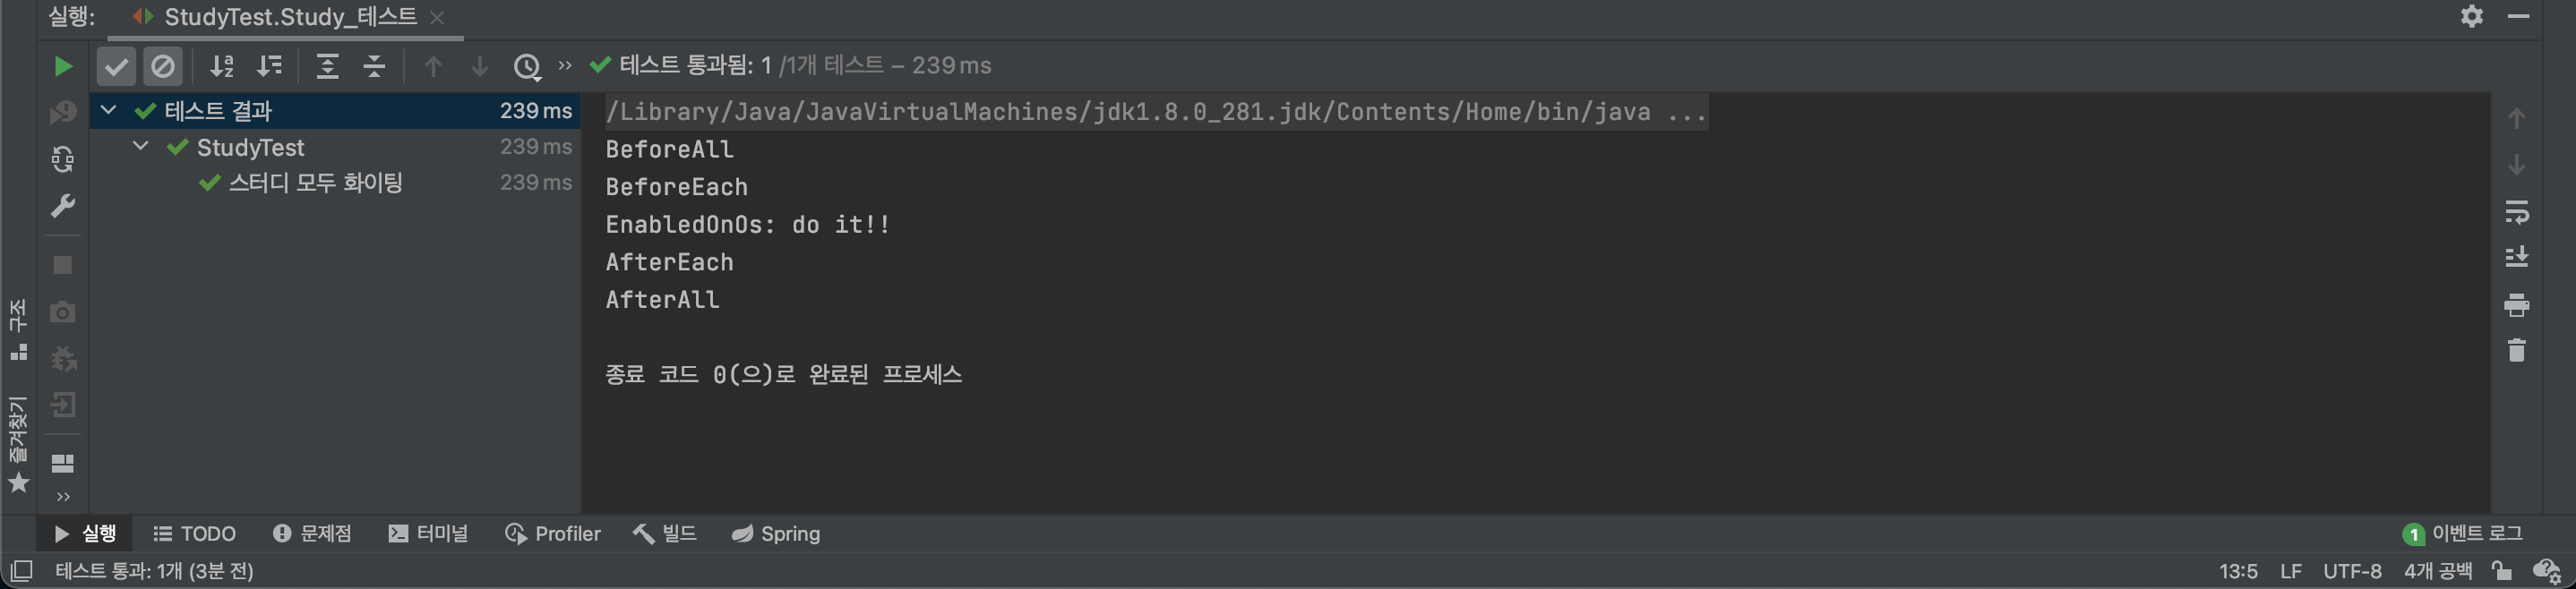 실행:
StudyTest.Study_테스트
테스트 통과됨: 1 /1개 테스트 – 239 ms
테스트 결과 239 ms
StudyTest 239 ms
스터디 모두 화이팅 239 ms
/Library/Java/JavaVirtualMachines/jdk1.8.0_281.jdk/Contents/Home/bin/java ...
BeforeAll
BeforeEach
EnabledOnOs: do it!!
AfterEach
AfterAll
종료 코드 0(으)로 완료된 프로세스
구조
즐겨찾기
실행 TODO 문제점 터미널 Profiler 빌드 Spring 1 이벤트 로그
테스트 통과: 1개 (3분 전) 13:5 LF UTF-8 4개 공백